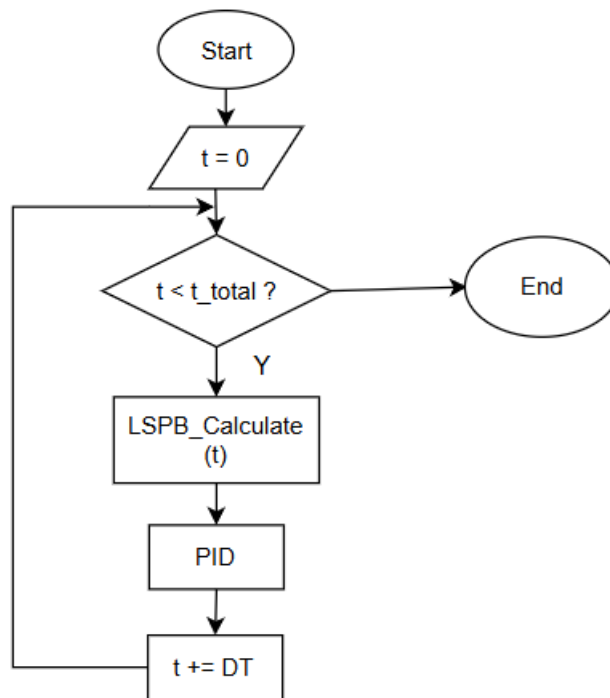 Start
t = 0
t < t_total ?
End
Y
LSPB_Calculate
(t)
PID
t += DT